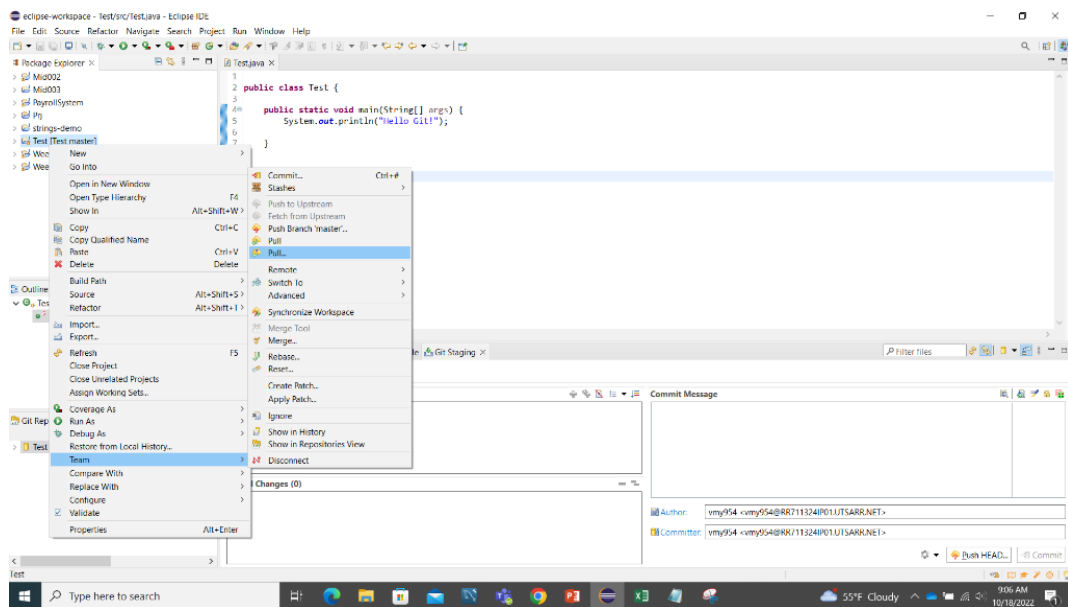 eclipse-workspace - Test/src/Test.java - Eclipse IDE
File Edit Source Refactor Navigate Search Project Run Window Help
Package Explorer
Test.java
Mid002
Mid003
PayrollSystem
Prj
strings-demo
Test [Test master]
Wee
Wee
1
2 public class Test {
3
4 public static void main(String[] args) {
5 System.out.println("Hello Git!");
6
7 }
New
Go Into
Open in New Window
Open Type Hierarchy F4
Show In Alt+Shift+W
Copy Ctrl+C
Copy Qualified Name
Paste Ctrl+V
Delete Delete
Build Path
Source Alt+Shift+S
Refactor Alt+Shift+T
Import...
Export...
Refresh F5
Close Project
Close Unrelated Projects
Assign Working Sets...
Coverage As
Run As
Debug As
Restore from Local History...
Team
Compare With
Replace With
Configure
Validate
Properties Alt+Enter
Commit... Ctrl+#
Stashes
Push to Upstream
Fetch from Upstream
Push Branch 'master'...
Pull
Pull...
Remote
Switch To
Advanced
Synchronize Workspace
Merge Tool
Merge...
Rebase...
Reset...
Create Patch...
Apply Patch...
Ignore
Show in History
Show in Repositories View
Disconnect
Outline
Tes
Git Rep
Test
le Git Staging
Filter files
Commit Message
Changes (0)
Author: vmy954 <vmy954@RR711324IP01.UTSARR.NET>
Committer: vmy954 <vmy954@RR711324IP01.UTSARR.NET>
Push HEAD... Commit
Test
Type here to search
55°F Cloudy
9:06 AM
10/18/2022